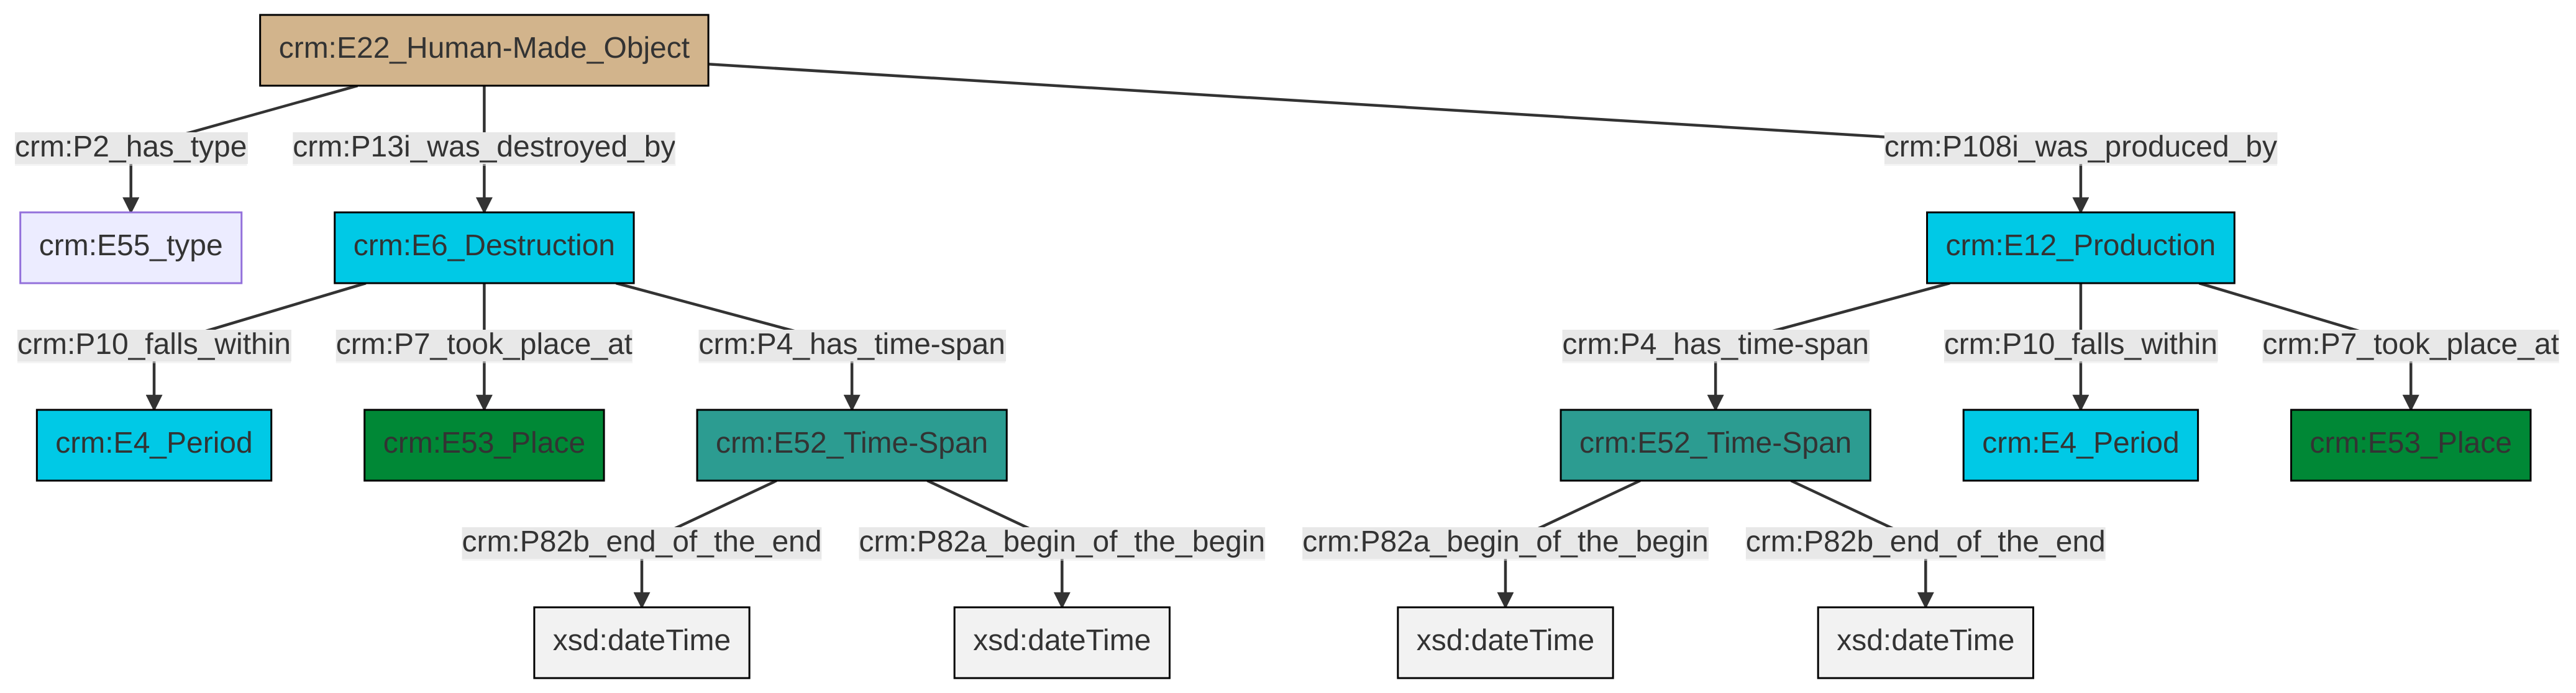 crm:E22_Human-Made_Object
crm:P2_has_type
crm:P13i_was_destroyed_by
crm:P108i_was_produced_by
crm:E55_type
crm:E6_Destruction
crm:E12_Production
crm:P10_falls_within
crm:P7_took_place_at
crm:P4_has_time-span
crm:P4_has_time-span
crm:P10_falls_within
crm:P7_took_place_at
crm:E4_Period
crm:E53_Place
crm:E52_Time-Span
crm:E52_Time-Span
crm:E4_Period
crm:E53_Place
crm:P82b_end_of_the_end
crm:P82a_begin_of_the_begin
crm:P82a_begin_of_the_begin
crm:P82b_end_of_the_end
xsd:dateTime
xsd:dateTime
xsd:dateTime
xsd:dateTime